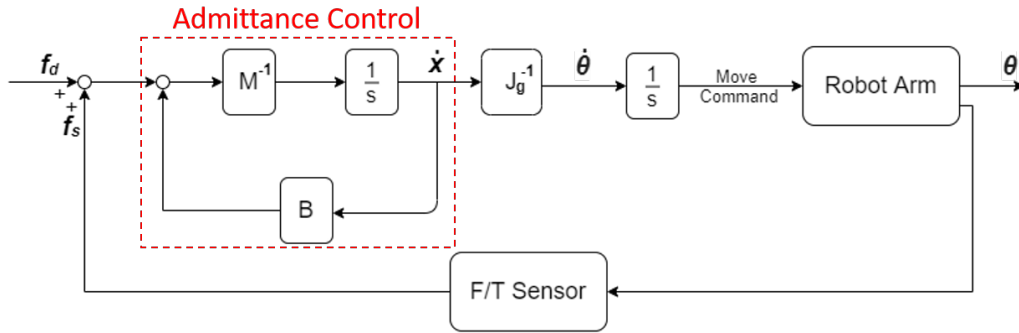 Admittance Control
f_d
+
+
f_s
M^-1
1/s
ẋ
J_g^-1
θ̇
1/s
Move
Command
Robot Arm
θ
B
F/T Sensor